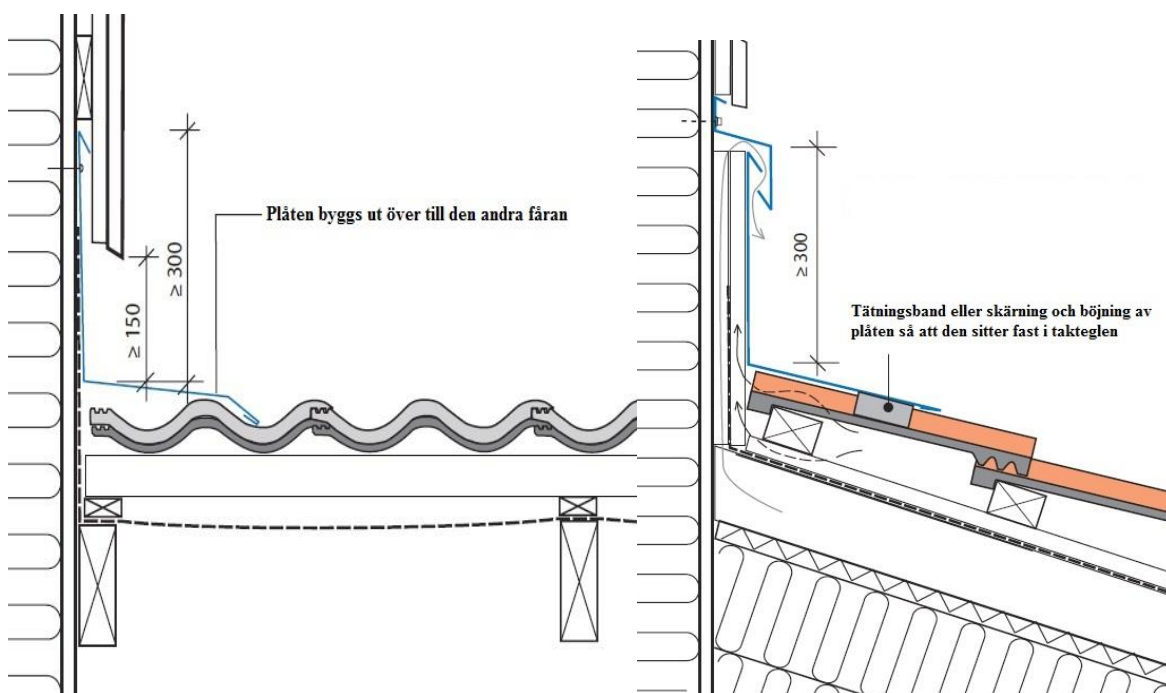 Plåten byggs ut över till den andra fåran
≥ 300
≥ 150
≥ 300
Tätningsband eller skärning och böjning av
plåten så att den sitter fast i takteglen